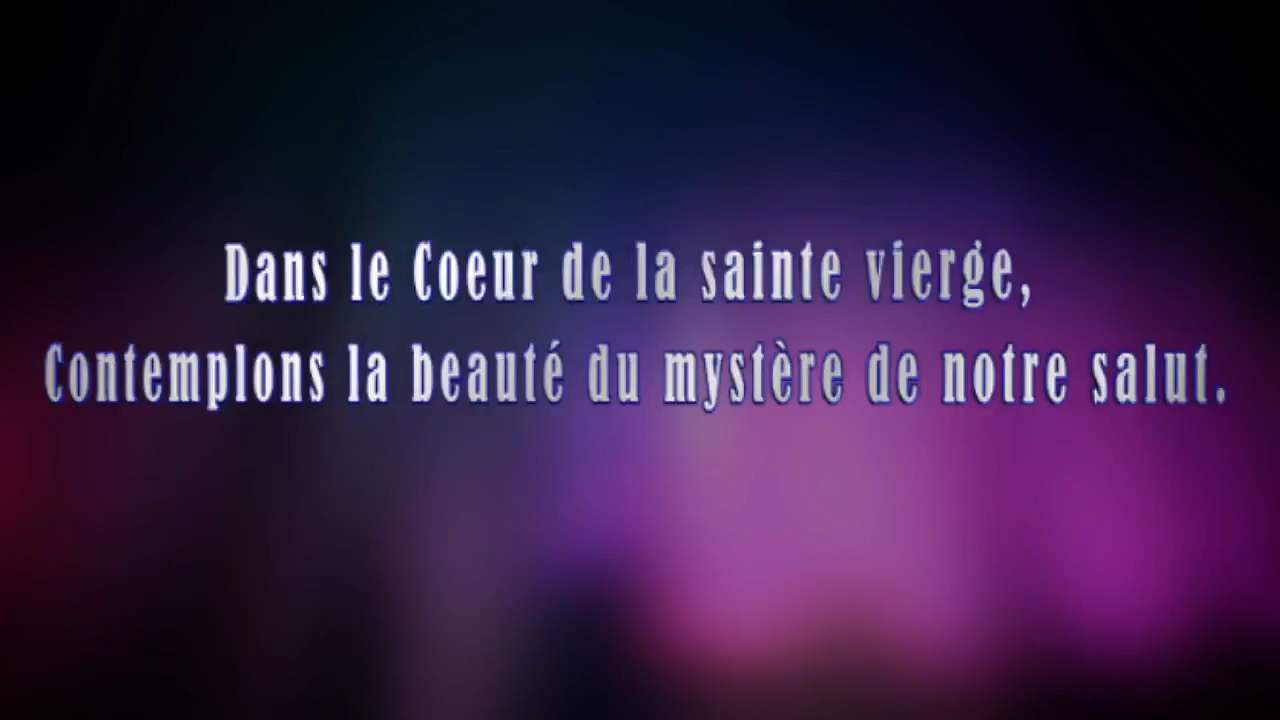 Dans le Coeur de la sainte vierge,
Contemplons la beauté du mystère de notre salut.